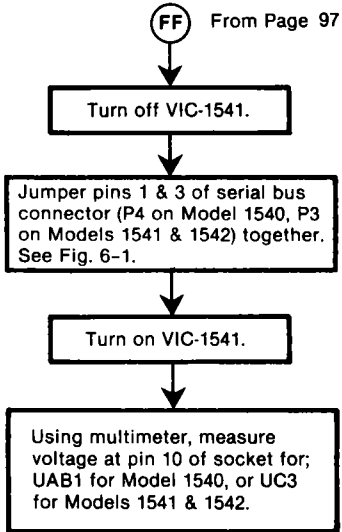 FF From Page 97
Turn off VIC-1541.
Jumper pins 1 & 3 of serial bus
connector (P4 on Model 1540, P3
on Models 1541 & 1542) together.
See Fig. 6-1.
Turn on VIC-1541.
Using multimeter, measure
voltage at pin 10 of socket for;
UAB1 for Model 1540, or UC3
for Models 1541 & 1542.